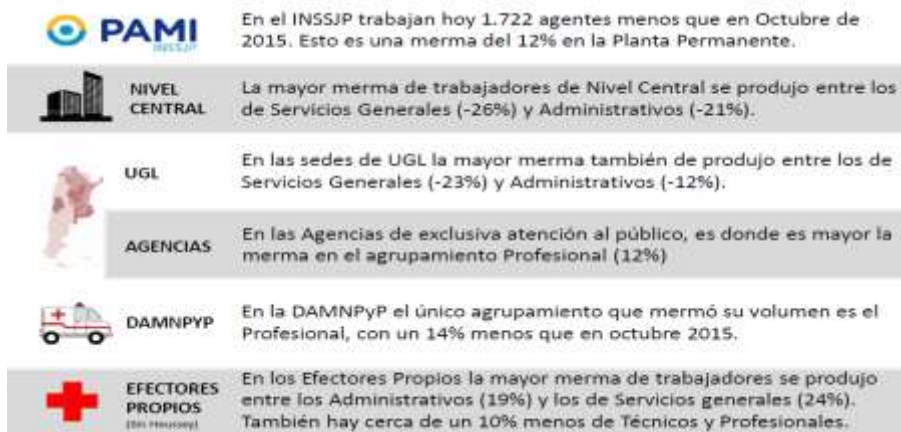 PAMI
INSSJP
En el INSSJP trabajan hoy 1.722 agentes menos que en Octubre de
2015. Esto es una merma del 12% en la Planta Permanente.
NIVEL
CENTRAL
La mayor merma de trabajadores de Nivel Central se produjo entre los
de Servicios Generales (-26%) y Administrativos (-21%).
UGL
En las sedes de UGL la mayor merma también de produjo entre los de
Servicios Generales (-23%) y Administrativos (-12%).
AGENCIAS
En las Agencias de exclusiva atención al público, es donde es mayor la
merma en el agrupamiento Profesional (12%)
DAMNPYP
En la DAMNPyP el único agrupamiento que mermó su volumen es el
Profesional, con un 14% menos que en octubre 2015.
EFECTORES
PROPIOS
(Sin Houssay)
En los Efectores Propios la mayor merma de trabajadores se produjo
entre los Administrativos (19%) y los de Servicios generales (24%).
También hay cerca de un 10% menos de Técnicos y Profesionales.